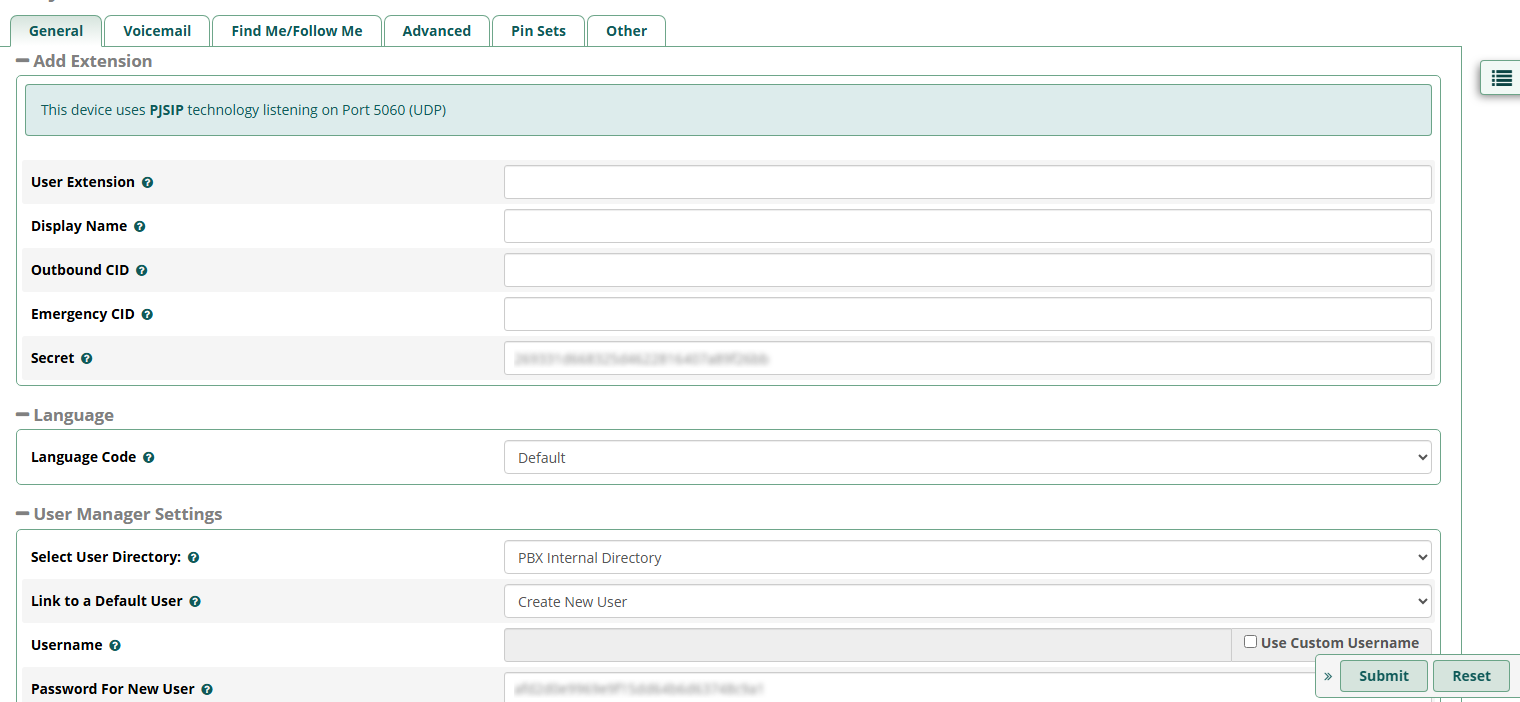 General Voicemail Find Me/Follow Me Advanced Pin Sets Other
Add Extension
This device uses PJSIP technology listening on Port 5060 (UDP)
User Extension
Display Name
Outbound CID
Emergency CID
Secret
Language
Language Code Default
User Manager Settings
Select User Directory: PBX Internal Directory
Link to a Default User Create New User
Username Use Custom Username
Password For New User
» Submit Reset